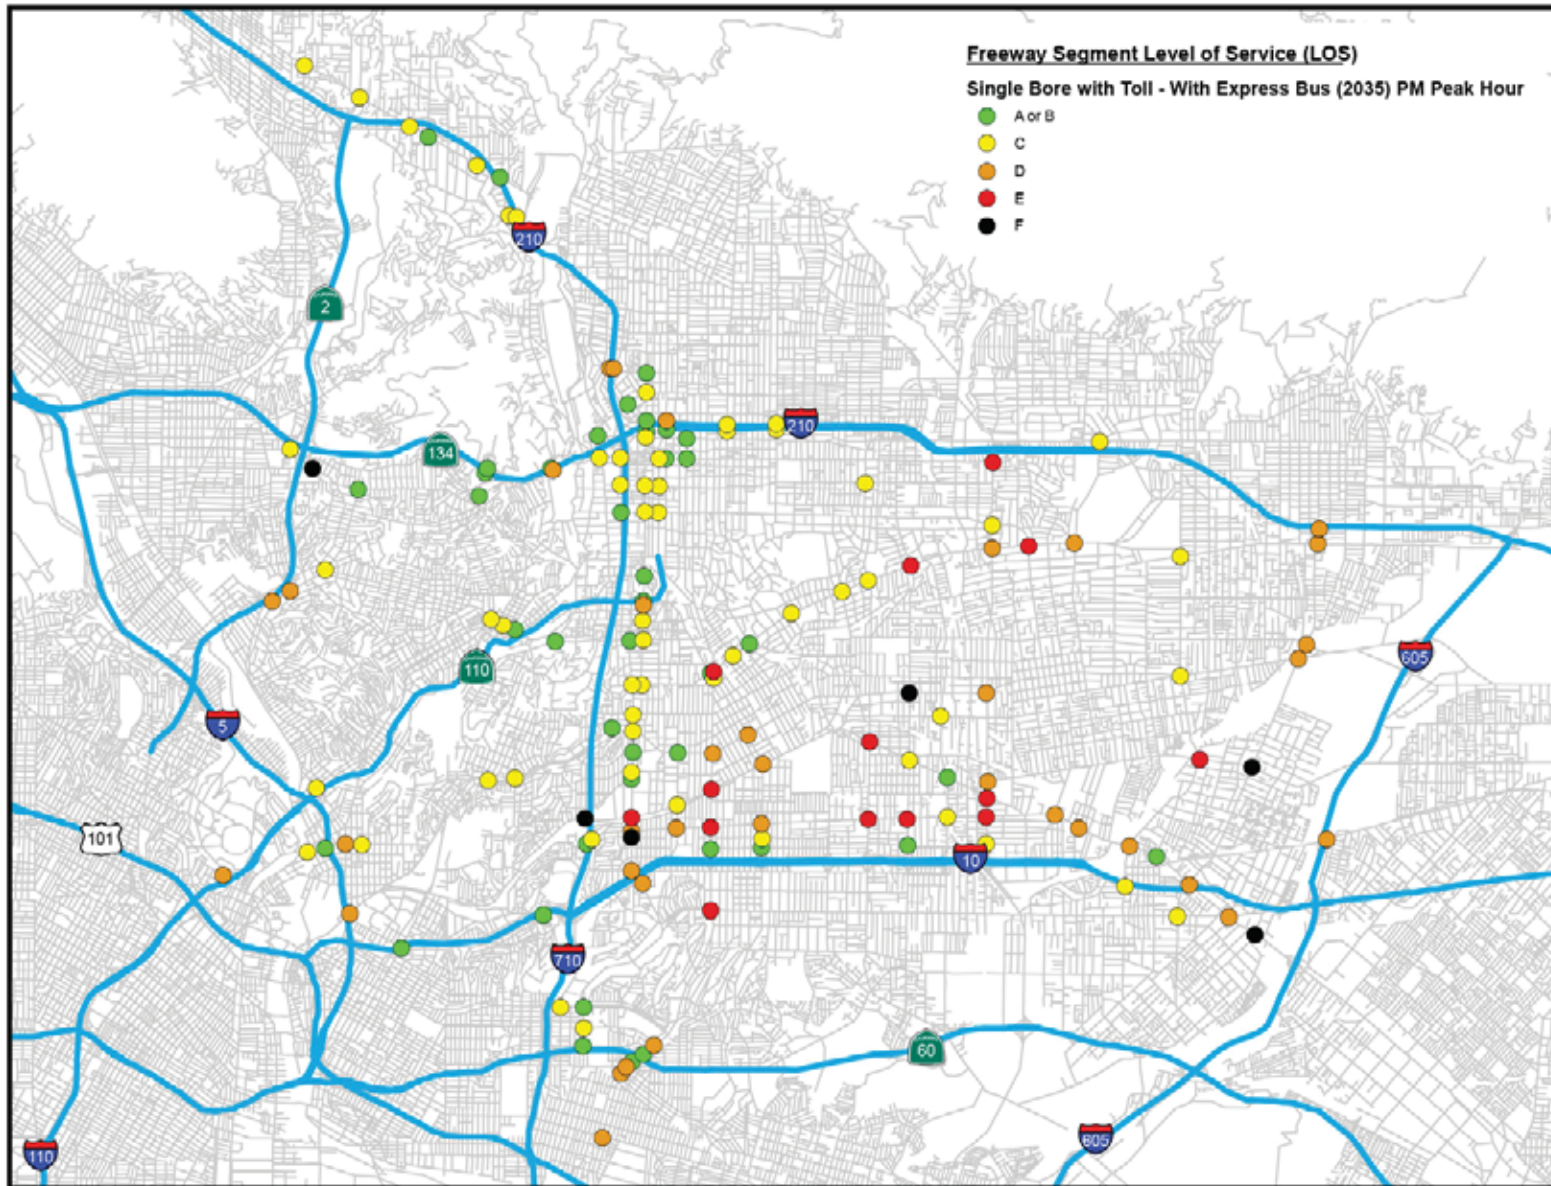 Freeway Segment Level of Service (LOS)
Single Bore with Toll - With Express Bus (2035) PM Peak Hour
A or B
C
D
E
F
210
2
134
210
110
605
5
101
10
710
60
110
605